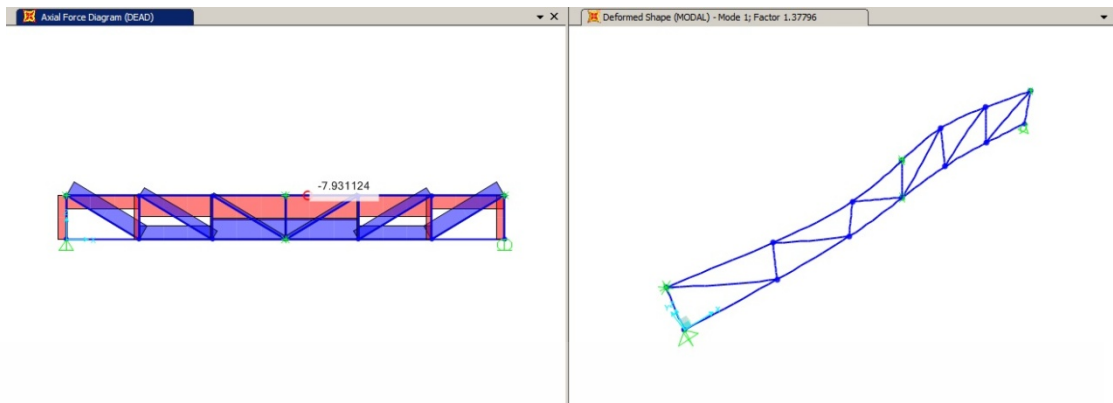 Axial Force Diagram (DEAD)
Deformed Shape (MODAL) - Mode 1; Factor 1.37796
-7.931124